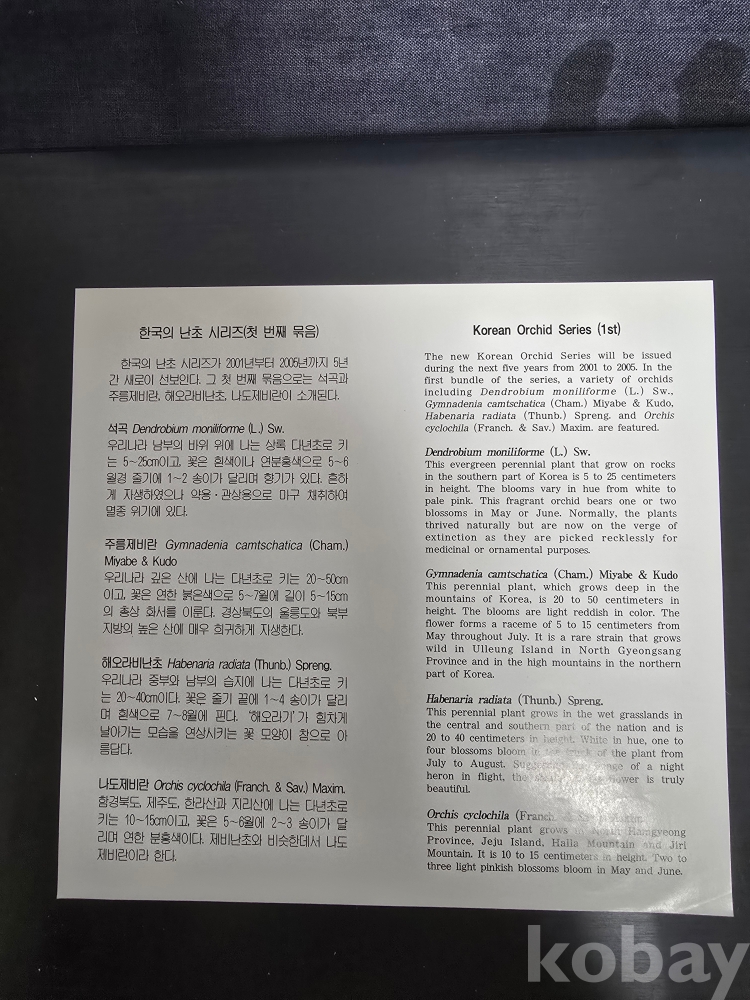 한국의 난초 시리즈(첫 번째 묶음)
한국의 난초 시리즈가 2001년부터 2005년까지 5년
간 새로이 선보인다. 그 첫 번째 묶음으로는 석곡과
주름제비란, 해오라비난초, 나도제비란이 소개된다.
석곡 Dendrobium moniliforme (L.) Sw.
우리나라 남부의 바위 위에 나는 상록 다년초로 키
는 5~25cm이고, 꽃은 흰색이나 연분홍색으로 5~6
월경 줄기에 1~2 송이가 달리며 향기가 있다. 흔하
게 자생하였으나 약용·관상용으로 마구 채취하여
멸종 위기에 있다.
주름제비란 Gymnadenia camtschatica (Cham.)
Miyabe & Kudo
우리나라 깊은 산에 나는 다년초로 키는 20~50cm
이고, 꽃은 연한 붉은색으로 5~7월에 길이 5~15cm
의 총상 화서를 이룬다. 경상북도의 울릉도와 북부
지방의 높은 산에 매우 희귀하게 자생한다.
해오라비난초 Habenaria radiata (Thunb.) Spreng.
우리나라 중부와 남부의 습지에 나는 다년초로 키
는 20~40cm이다. 꽃은 줄기 끝에 1~4 송이가 달리
며 흰색으로 7~8월에 핀다. '해오라기'가 힘차게
날아가는 모습을 연상시키는 꽃 모양이 참으로 아
름답다.
나도제비란 Orchis cyclochila (Franch. & Sav.) Maxim.
함경북도, 제주도, 한라산과 지리산에 나는 다년초로
키는 10~15cm이고, 꽃은 5~6월에 2~3 송이가 달
리며 연한 분홍색이다. 제비난초와 비슷한데서 나도
제비란이라 한다.
Korean Orchid Series (1st)
The new Korean Orchid Series will be issued
during the next five years from 2001 to 2005. In the
first bundle of the series, a variety of orchids
including Dendrobium moniliforme (L.) Sw.,
Gymnadenia camtschatica (Cham.) Miyabe & Kudo,
Habenaria radiata (Thunb.) Spreng. and Orchis
cyclochila (Franch. & Sav.) Maxim. are featured.
Dendrobium moniliforme (L.) Sw.
This evergreen perennial plant that grow on rocks
in the southern part of Korea is 5 to 25 centimeters
in height. The blooms vary in hue from white to
pale pink. This fragrant orchid bears one or two
blossoms in May or June. Normally, the plants
thrived naturally but are now on the verge of
extinction as they are picked recklessly for
medicinal or ornamental purposes.
Gymnadenia camtschatica (Cham.) Miyabe & Kudo
This perennial plant, which grows deep in the
mountains of Korea, is 20 to 50 centimeters in
height. The blooms are light reddish in color. The
flower forms a raceme of 5 to 15 centimeters from
May throughout July. It is a rare strain that grows
wild in Ulleung Island in North Gyeongsang
Province and in the high mountains in the northern
part of Korea.
Habenaria radiata (Thunb.) Spreng.
This perennial plant grows in the wet grasslands in
the central and southern part of the nation and is
20 to 40 centimeters in height. White in hue, one to
four blossoms bloom in the of the plant from
July to August. of a night
heron in flight, the flower is truly
beautiful.
Orchis cyclochila (Franch. Maxim.
This perennial plant grows in North Hamgyeong
Province, Jeju Island, Halla Mountain and Jiri
Mountain. It is 10 to 15 centimeters in height. Two to
three light pinkish blossoms bloom in May and June.
kobay